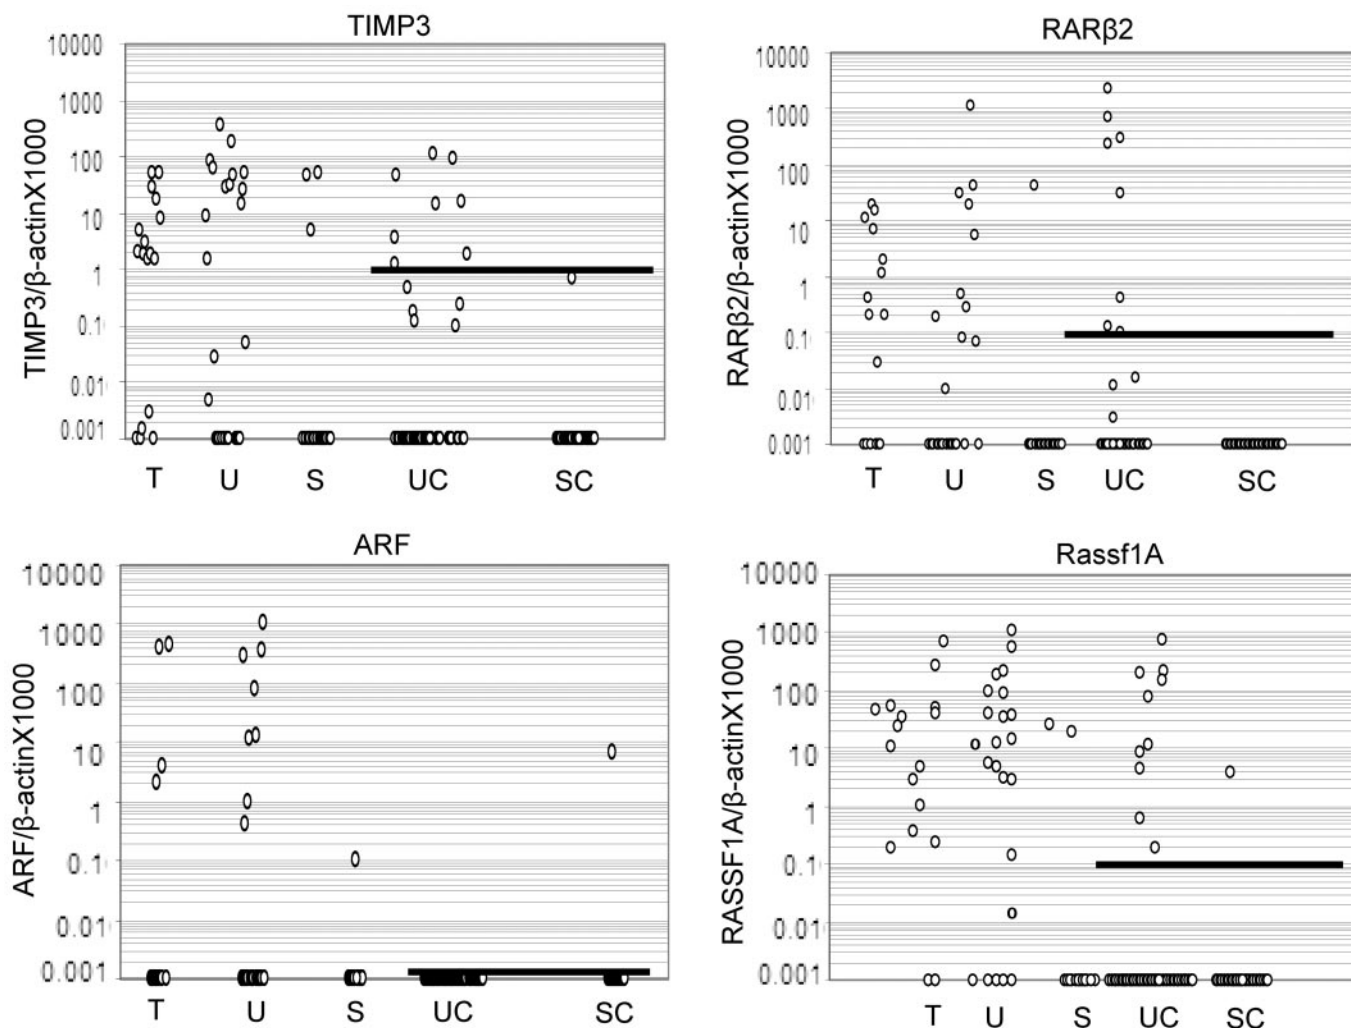 TIMP3
TIMP3/β-actinX1000
10000
1000
100
10
1
0.1
0.01
0.001
T U S UC SC
RARβ2
RARβ2/β-actinX1000
10000
1000
100
10
1
0.1
0.01
0.001
T U S UC SC
ARF
ARF/β-actinX1000
10000
1000
100
10
1
0.1
0.01
0.001
T U S UC SC
Rassf1A
RASSF1A/β-actinX1000
10000
1000
100
10
1
0.1
0.01
0.001
T U S UC SC